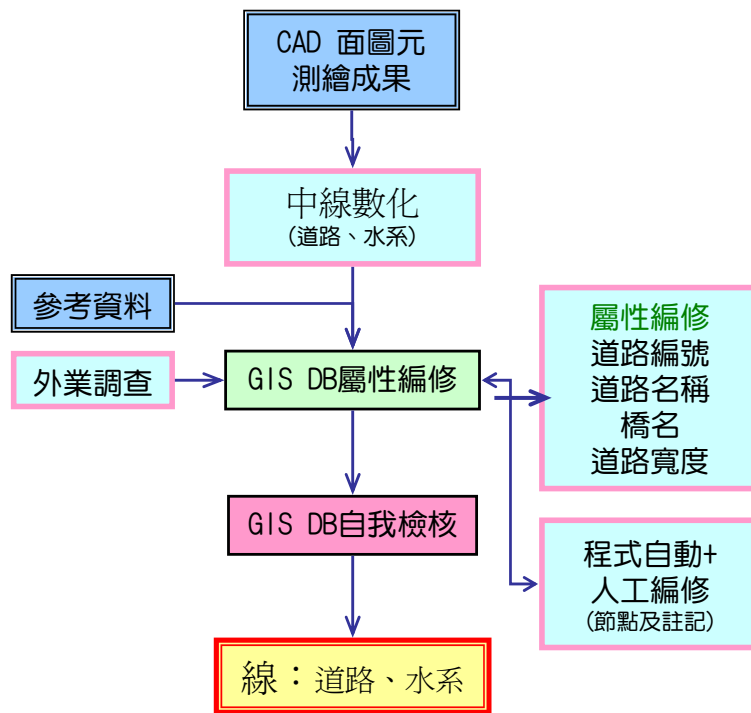 CAD 面圖元
測繪成果
中線數化
(道路、水系)
參考資料
外業調查
GIS DB屬性編修
屬性編修
道路編號
道路名稱
橋名
道路寬度
GIS DB自我檢核
程式自動+
人工編修
(節點及註記)
線：道路、水系